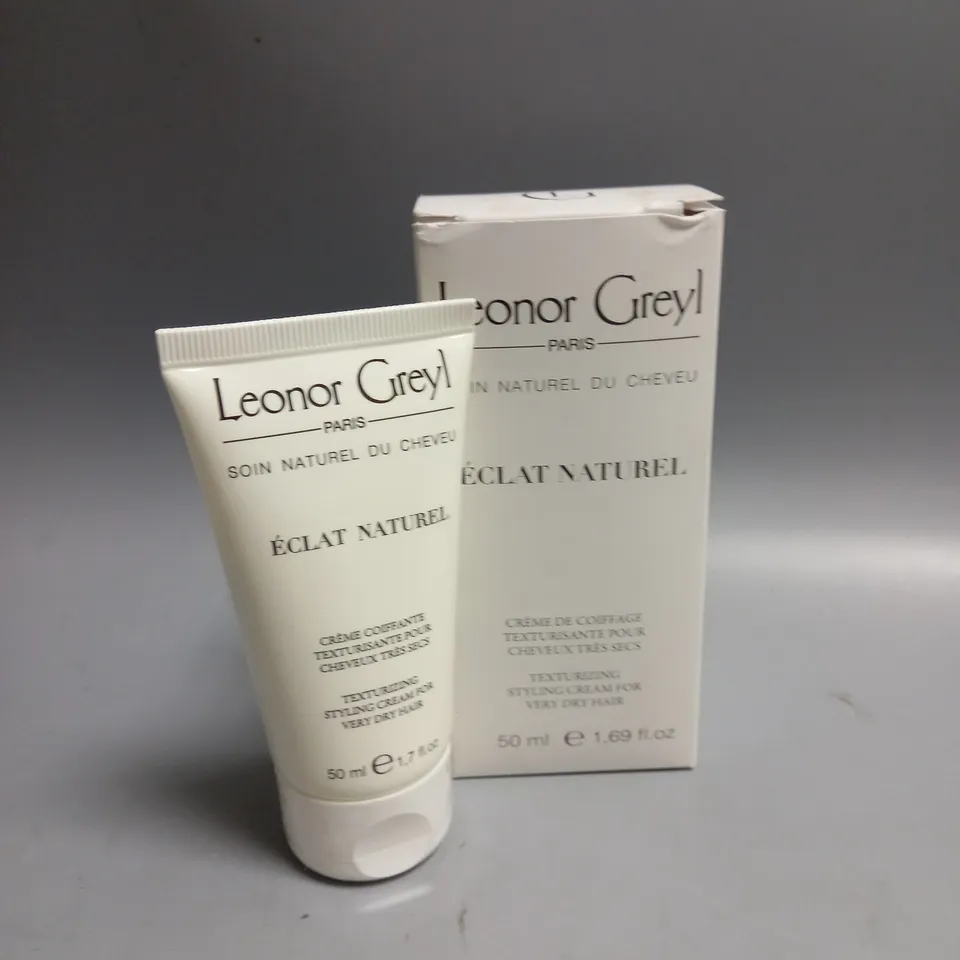 Leonor Greyl
PARIS
SOIN NATUREL DU CHEVEU
ÉCLAT NATUREL
CRÈME COIFFANTE
TEXTURISANTE POUR
CHEVEUX TRÈS SECS
TEXTURIZING
STYLING CREAM FOR
VERY DRY HAIR
50 ml e 1.7 fl.oz
Leonor Greyl
PARIS
NATUREL DU CHEVEU
ÉCLAT NATUREL
CRÈME DE COIFFAGE
TEXTURISANTE POUR
CHEVEUX TRÈS SECS
TEXTURIZING
STYLING CREAM FOR
VERY DRY HAIR
50 ml e 1.69 fl.oz